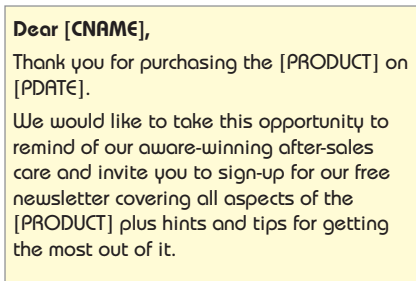 Dear [CNAME],
Thank you for purchasing the [PRODUCT] on
[PDATE].
We would like to take this opportunity to
remind of our aware-winning after-sales
care and invite you to sign-up for our free
newsletter covering all aspects of the
[PRODUCT] plus hints and tips for getting
the most out of it.